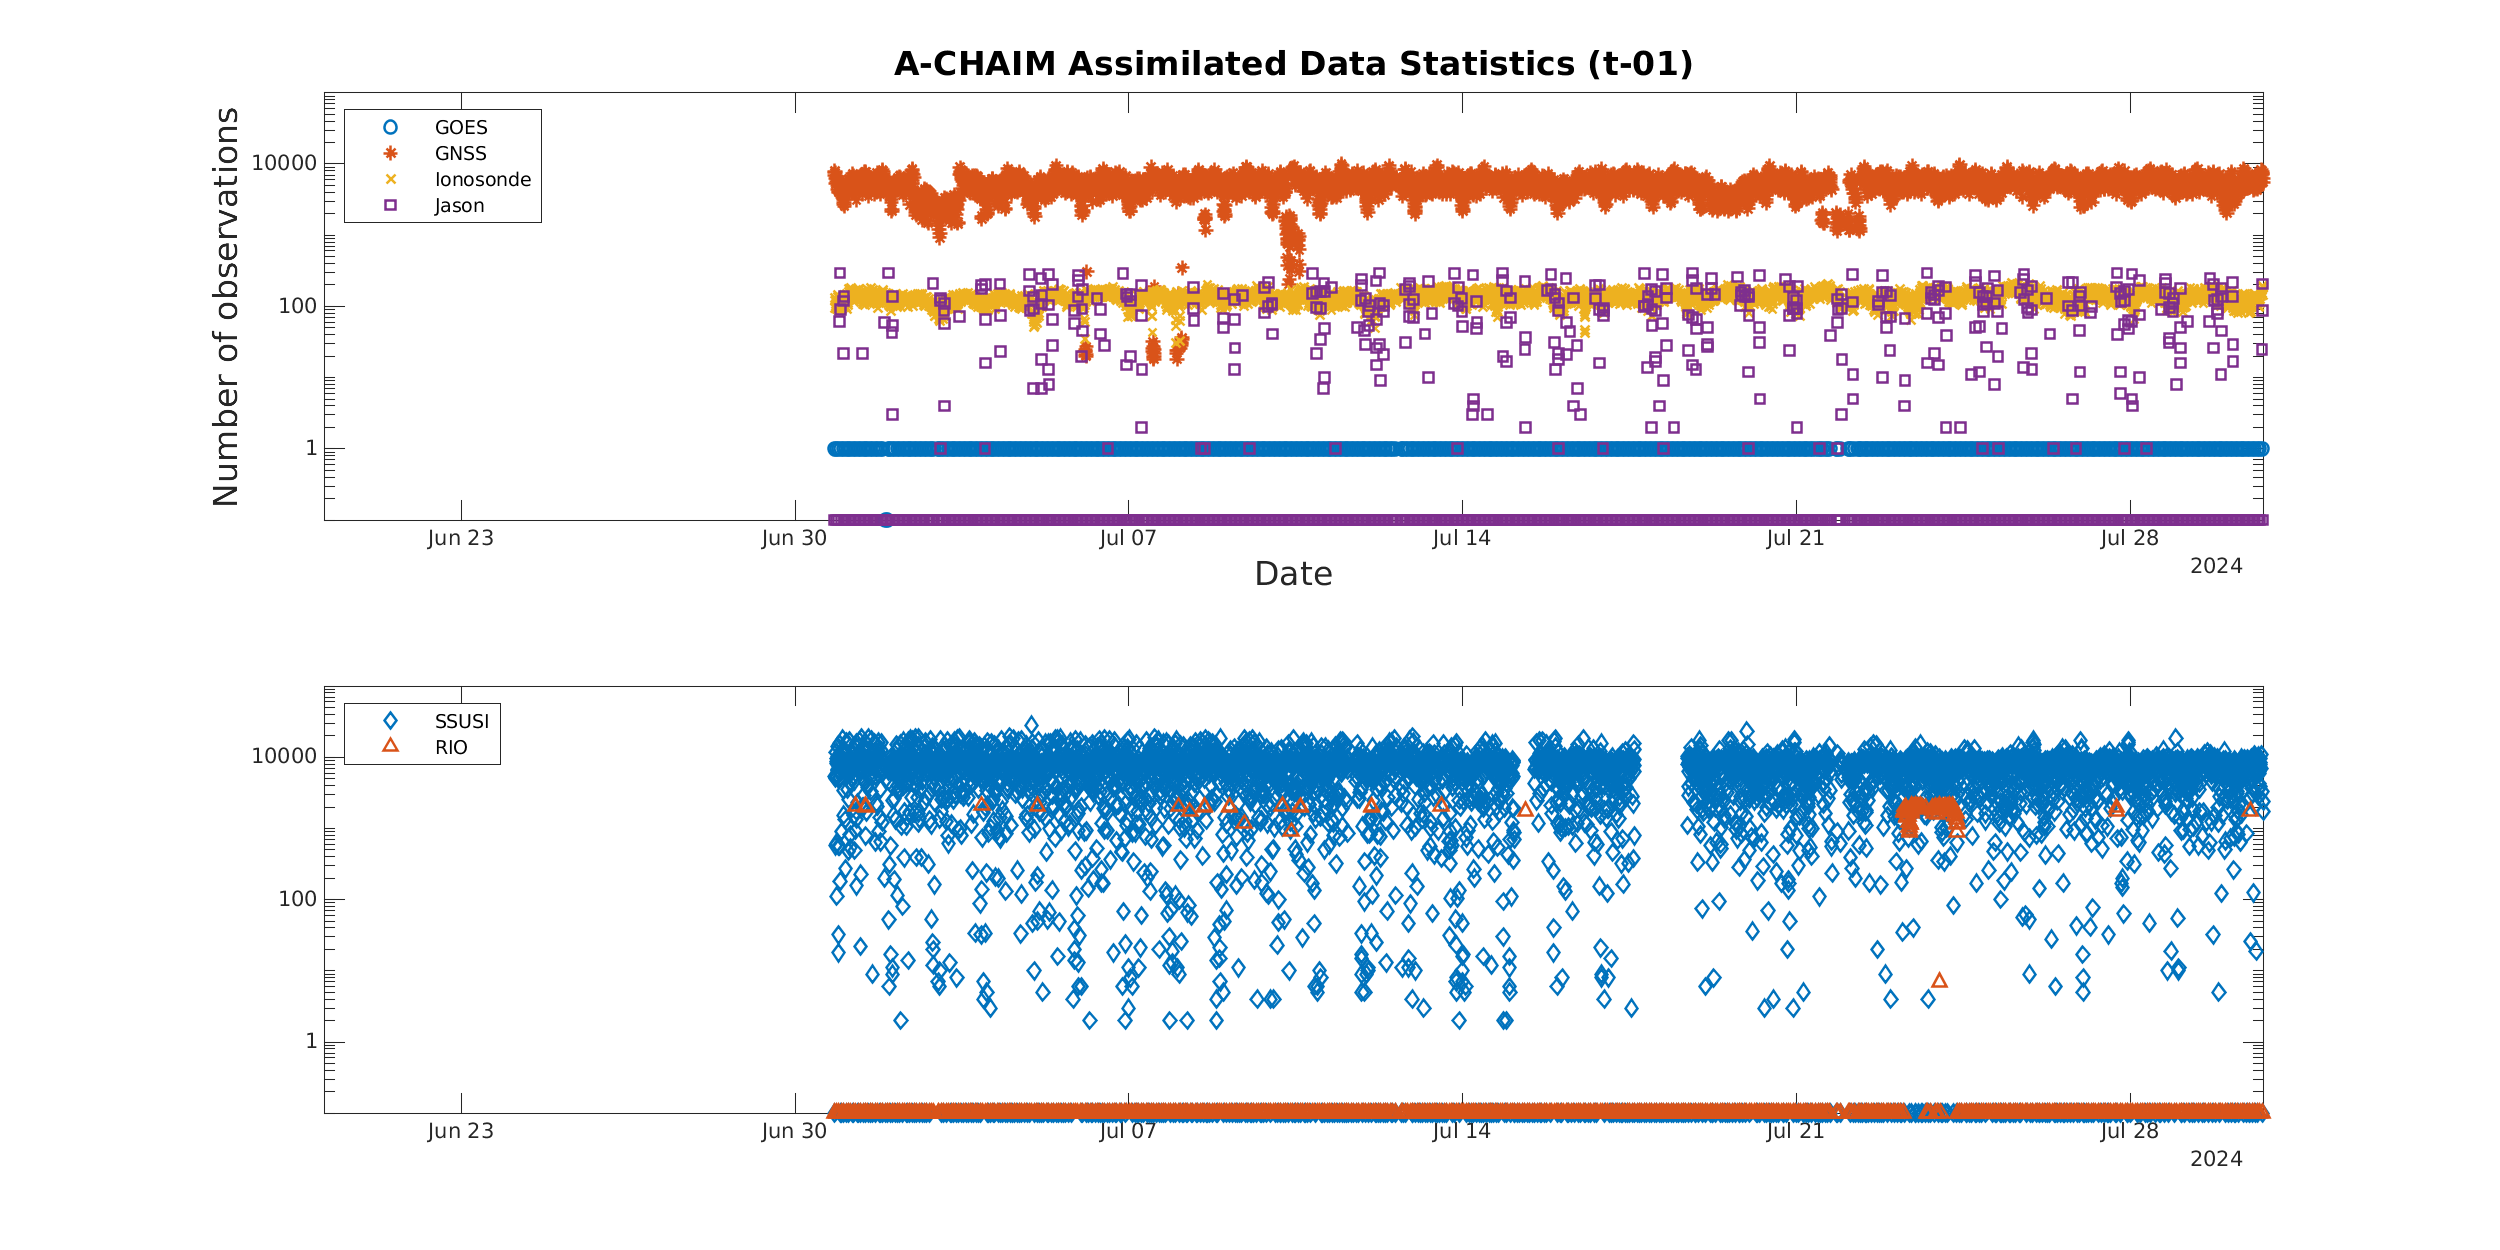 A-CHAIM Assimilated Data Statistics (t-01)
Number of observations
GOES
GNSS
Ionosonde
Jason
10000
100
1
Jun 23
Jun 30
Jul 07
Jul 14
Jul 21
Jul 28
2024
Date
SSUSI
RIO
10000
100
1
Jun 23
Jun 30
Jul 07
Jul 14
Jul 21
Jul 28
2024